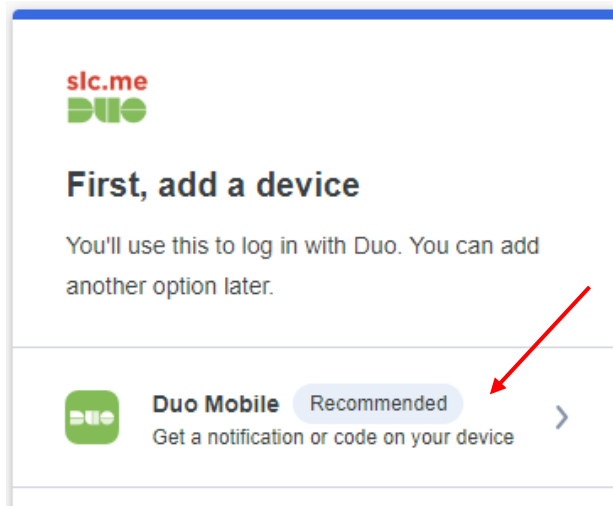 slc.me
DUO
First, add a device
You'll use this to log in with Duo. You can add
another option later.
DUO
Duo Mobile Recommended
Get a notification or code on your device